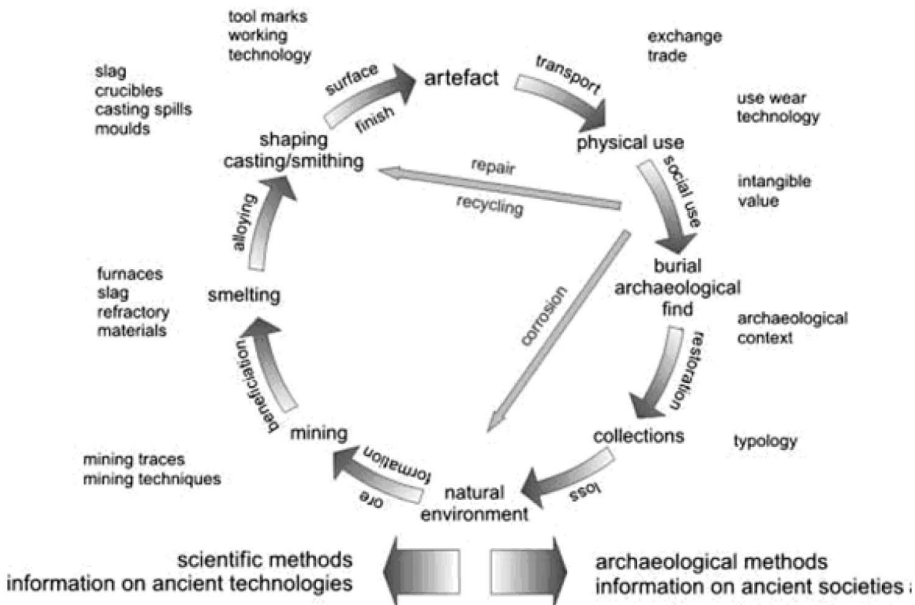 tool marks
working
technology
exchange
trade
slag
crucibles
casting spills
moulds
surface
finish
artefact
transport
use wear
technology
shaping
casting/smithing
physical use
repair
recycling
social use
intangible
value
alloying
furnaces
slag
refractory
materials
smelting
burial
archaeological
find
corrosion
archaeological
context
restoration
beneficiation
mining
collections
typology
mining traces
mining techniques
formation
ore
natural
environment
loss
scientific methods
information on ancient technologies
archaeological methods
information on ancient societies